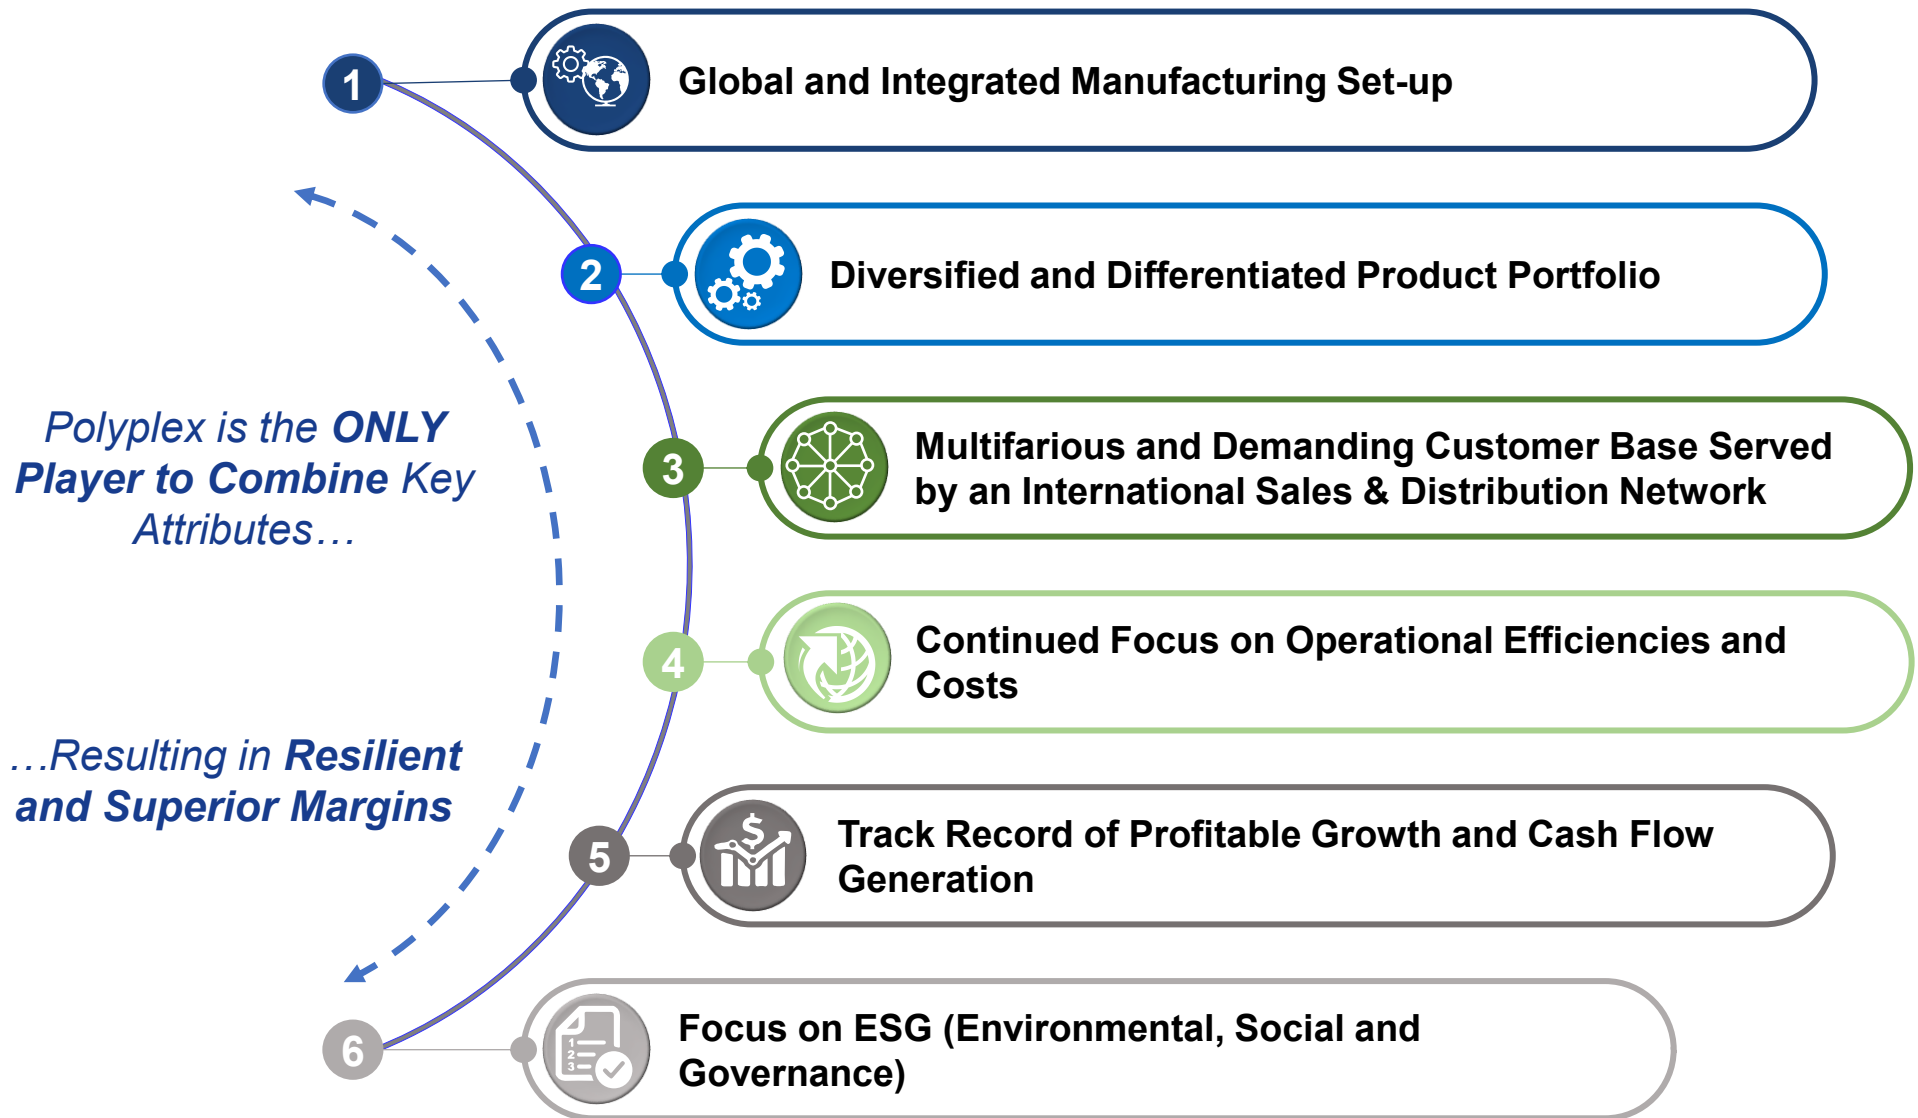 1
Global and Integrated Manufacturing Set-up
2
Diversified and Differentiated Product Portfolio
Polyplex is the ONLY
Player to Combine Key
Attributes…
3
Multifarious and Demanding Customer Base Served
by an International Sales & Distribution Network
4
Continued Focus on Operational Efficiencies and
Costs
…Resulting in Resilient
and Superior Margins
5
$
Track Record of Profitable Growth and Cash Flow
Generation
6
1
2
3
Focus on ESG (Environmental, Social and
Governance)